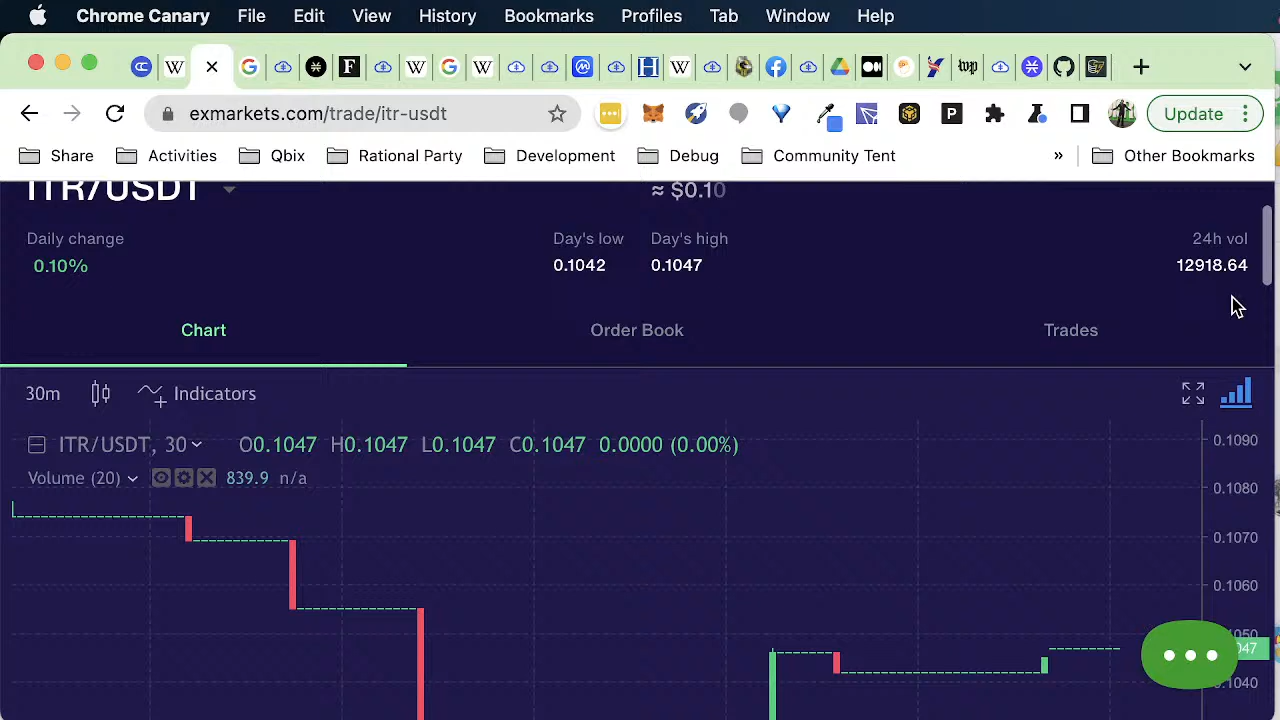 Chrome Canary File Edit View History Bookmarks Profiles Tab Window Help
exmarkets.com/trade/itr-usdt
Update
Share Activities Qbix Rational Party Development Debug Community Tent » Other Bookmarks
ITR/USDT
≈ $0.10
Daily change Day's low Day's high 24h vol
0.10% 0.1042 0.1047 12918.64
Chart Order Book Trades
30m Indicators
ITR/USDT, 30 O0.1047 H0.1047 L0.1047 C0.1047 0.0000 (0.00%)
0.1090
Volume (20) 839.9 n/a
0.1080
0.1070
0.1060